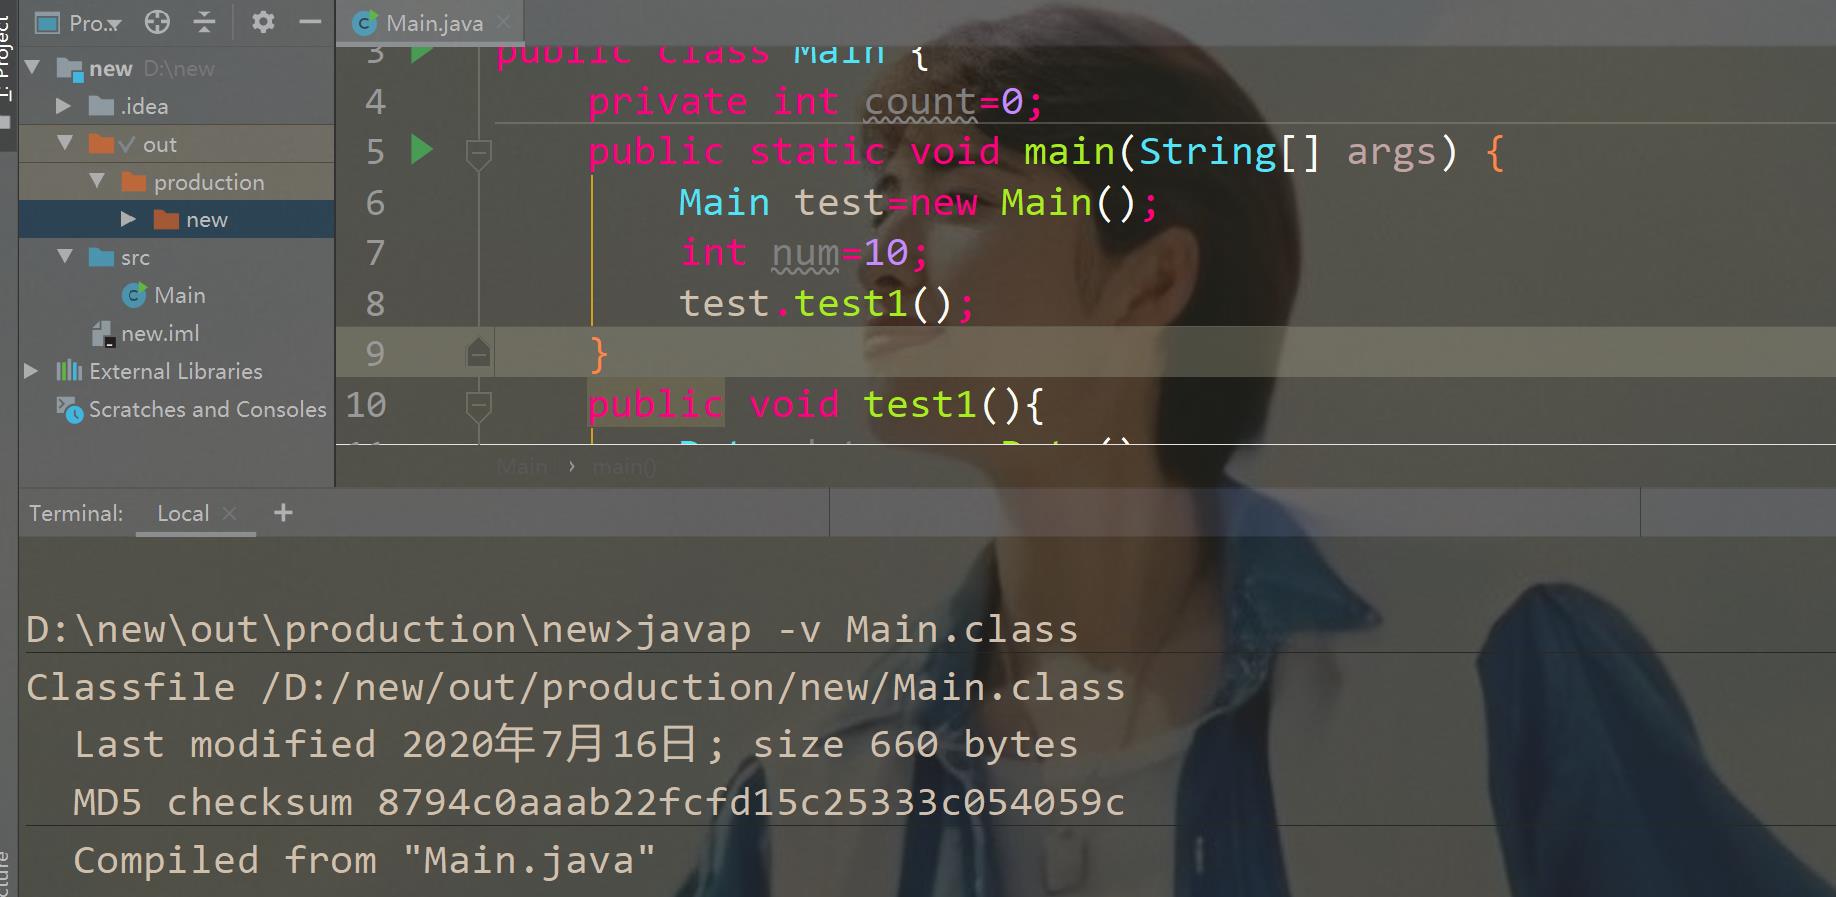 1: Project
Pro...
Main.java
new D:\new
.idea
out
production
new
src
Main
new.iml
External Libraries
Scratches and Consoles
3 public class Main {
4 private int count=0;
5 public static void main(String[] args) {
6 Main test=new Main();
7 int num=10;
8 test.test1();
9 }
10 public void test1(){
Main › main()
Terminal: Local +
D:\new\out\production\new>javap -v Main.class
Classfile /D:/new/out/production/new/Main.class
Last modified 2020年7月16日; size 660 bytes
MD5 checksum 8794c0aaab22fcfd15c25333c054059c
Compiled from "Main.java"